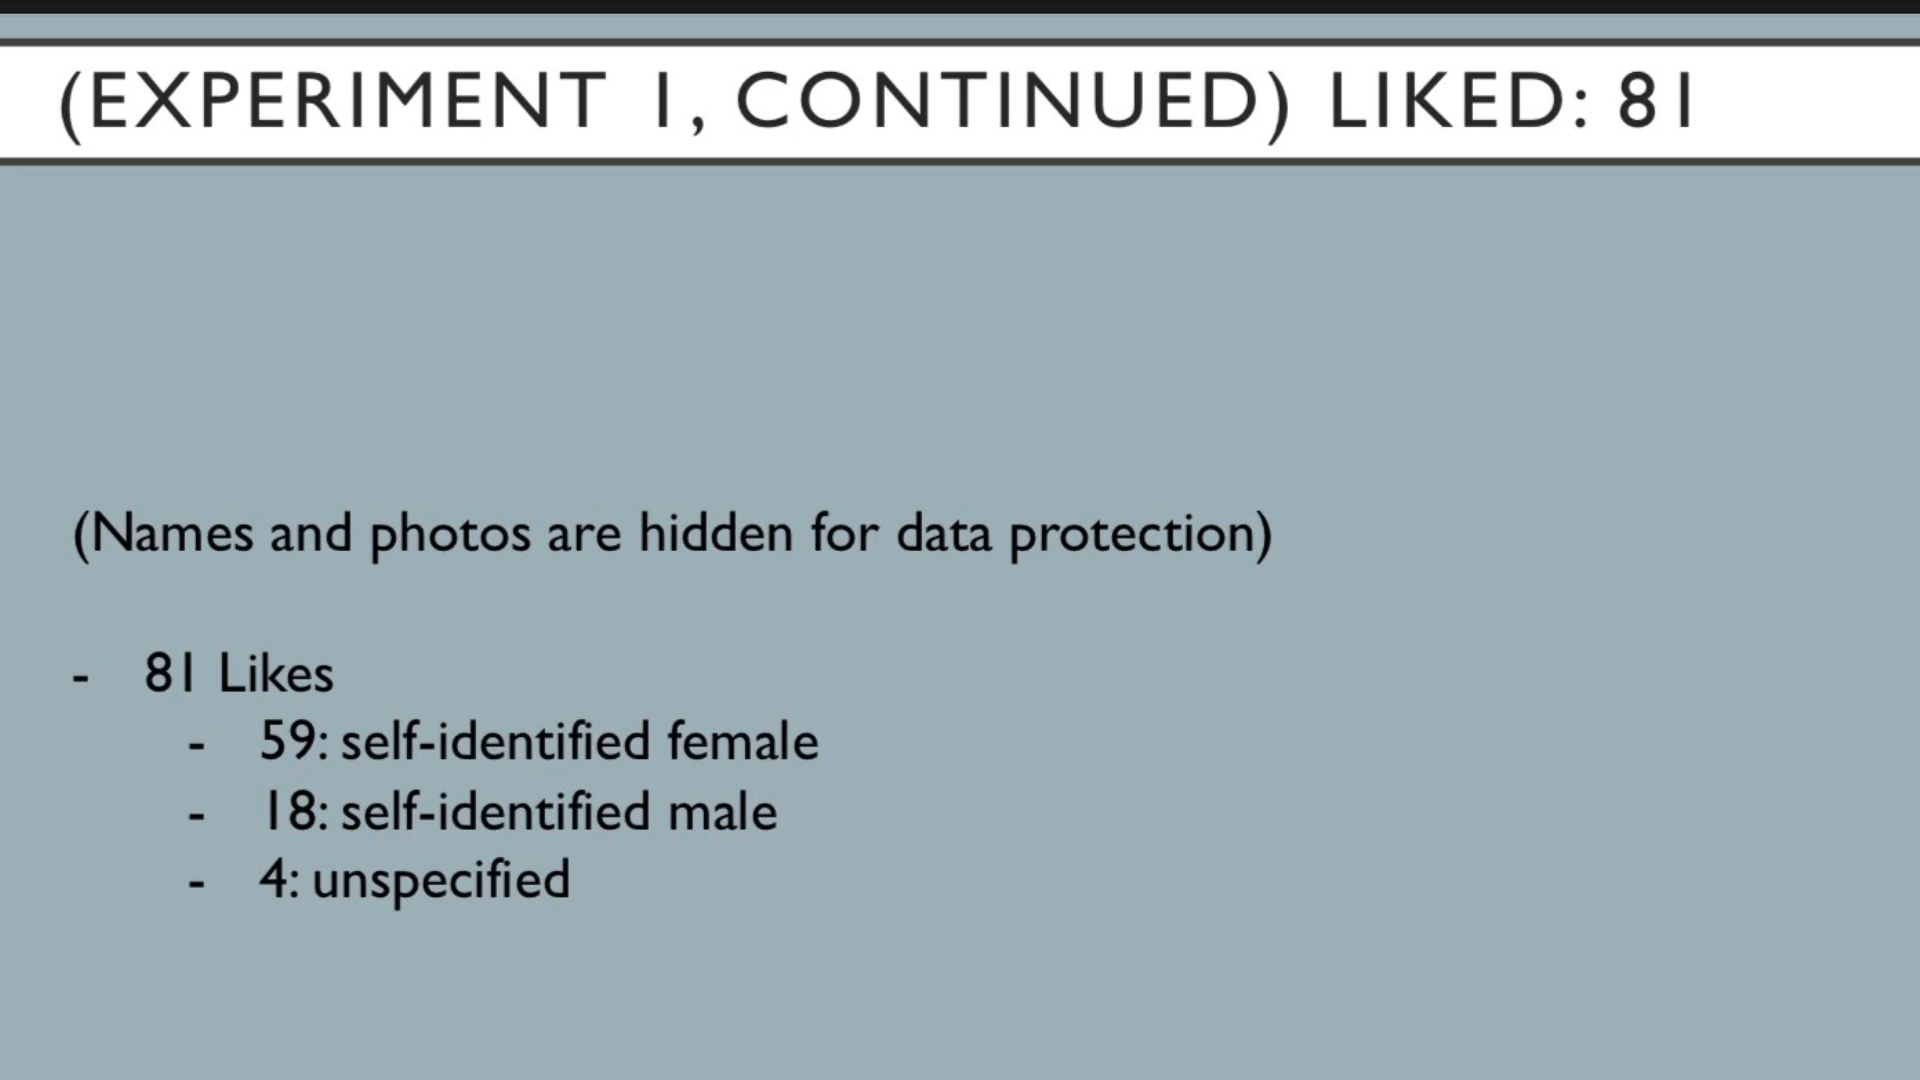 (EXPERIMENT 1, CONTINUED) LIKED: 81
(Names and photos are hidden for data protection)
- 81 Likes
- 59: self-identified female
- 18: self-identified male
- 4: unspecified